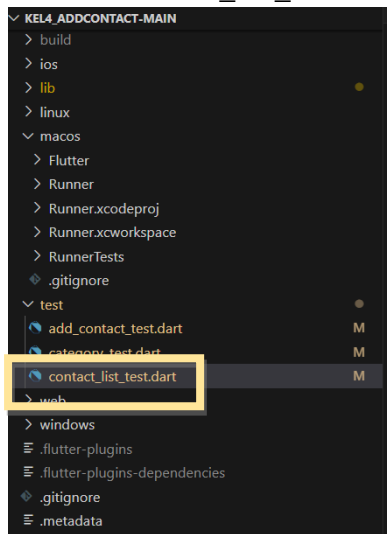 KEL4_ADDCONTACT-MAIN
build
ios
lib
linux
macos
Flutter
Runner
Runner.xcodeproj
Runner.xcworkspace
RunnerTests
.gitignore
test
add_contact_test.dart M
category_test.dart M
contact_list_test.dart M
web
windows
.flutter-plugins
.flutter-plugins-dependencies
.gitignore
.metadata